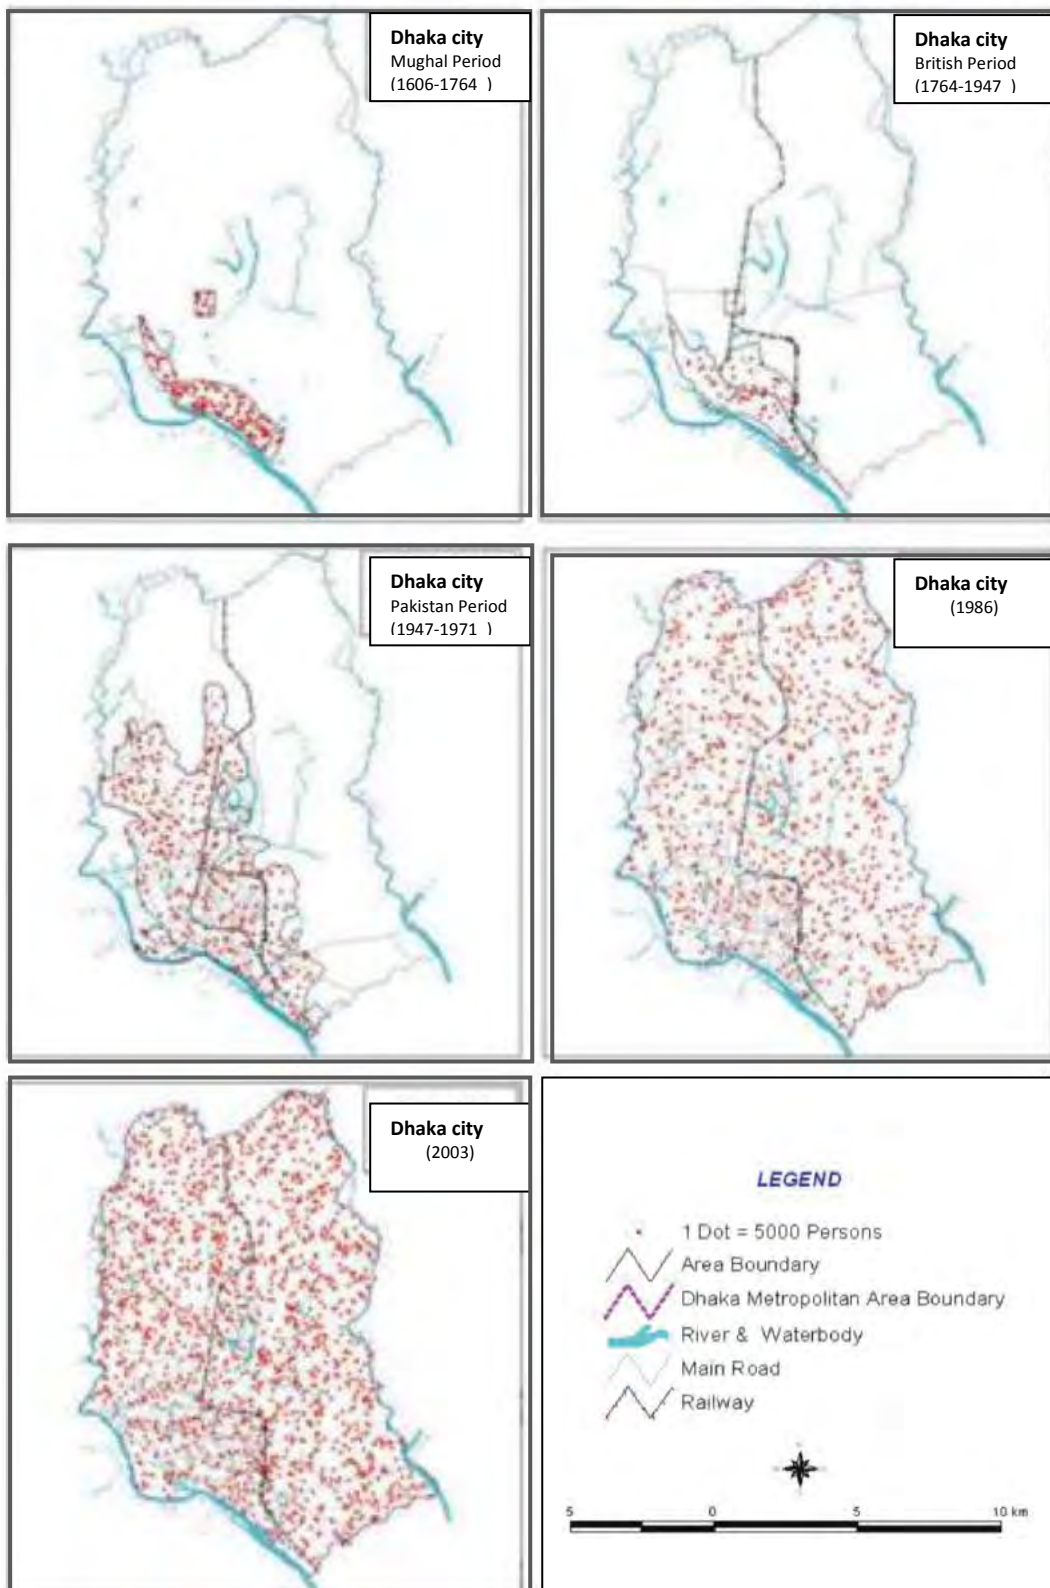 Dhaka city
Mughal Period
(1606-1764 )
Dhaka city
British Period
(1764-1947 )
Dhaka city
Pakistan Period
(1947-1971 )
Dhaka city
(1986)
Dhaka city
(2003)
LEGEND
1 Dot = 5000 Persons
Area Boundary
Dhaka Metropolitan Area Boundary
River & Waterbody
Main Road
Railway
5 0 5 10 km